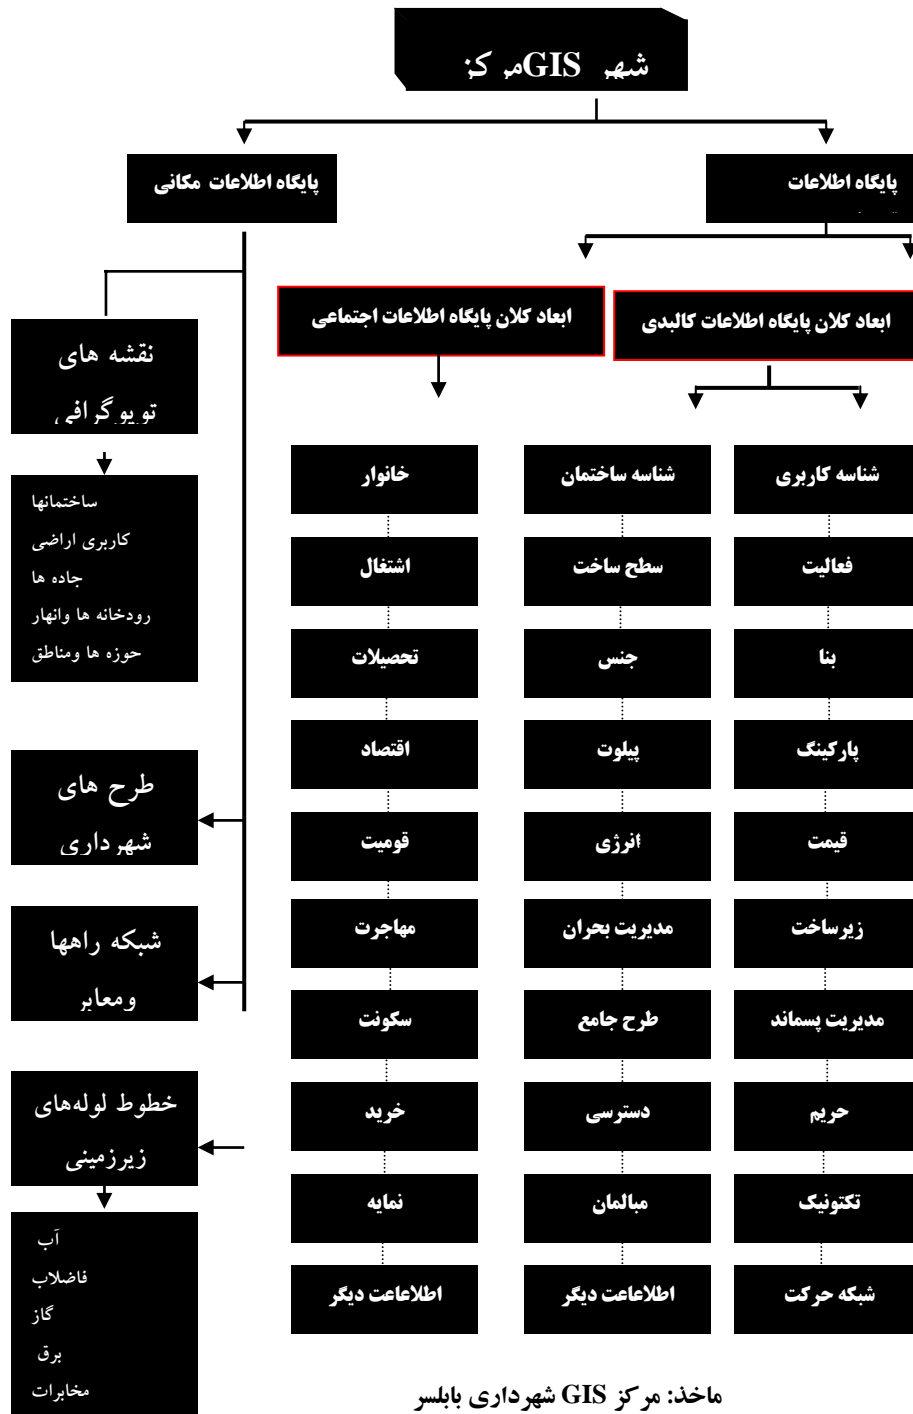 مرکز GIS شهر
پایگاه اطلاعات
پایگاه اطلاعات مکانی
ابعاد کلان پایگاه اطلاعات کالبدی
ابعاد کلان پایگاه اطلاعات اجتماعی
شناسه کاربری
فعالیت
بنا
پارکینگ
قیمت
زیرساخت
مدیریت پسماند
حریم
تکتونیک
شبکه حرکت
شناسه ساختمان
سطح ساخت
جنس
پیلوت
انرژی
مدیریت بحران
طرح جامع
دسترسی
مبالمان
اطلاعاعت دیگر
خانوار
اشتغال
تحصیلات
اقتصاد
قومیت
مهاجرت
سکونت
خرید
نمایه
اطلاعاعت دیگر
نقشه های
توپوگرافی
ساختمانها
کاربری اراضی
جاده ها
رودخانه ها وانهار
حوزه ها ومناطق
طرح های
شهرداری
شبکه راهها
ومعابر
خطوط لوله‌های
زیرزمینی
آب
فاضلاب
گاز
برق
مخابرات
ماخذ: مرکز GIS شهرداری بابلسر